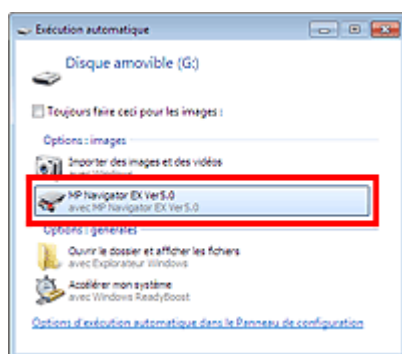 Exécution automatique
Disque amovible (G:)
Toujours faire ceci pour les images :
Options : images
Importer des images et des vidéos
avec Windows
MP Navigator EX Ver5.0
avec MP Navigator EX Ver5.0
Options : générales
Ouvrir le dossier et afficher les fichiers
avec Explorateur Windows
Accélérer mon système
avec Windows ReadyBoost
Options d'exécution automatique dans le Panneau de configuration